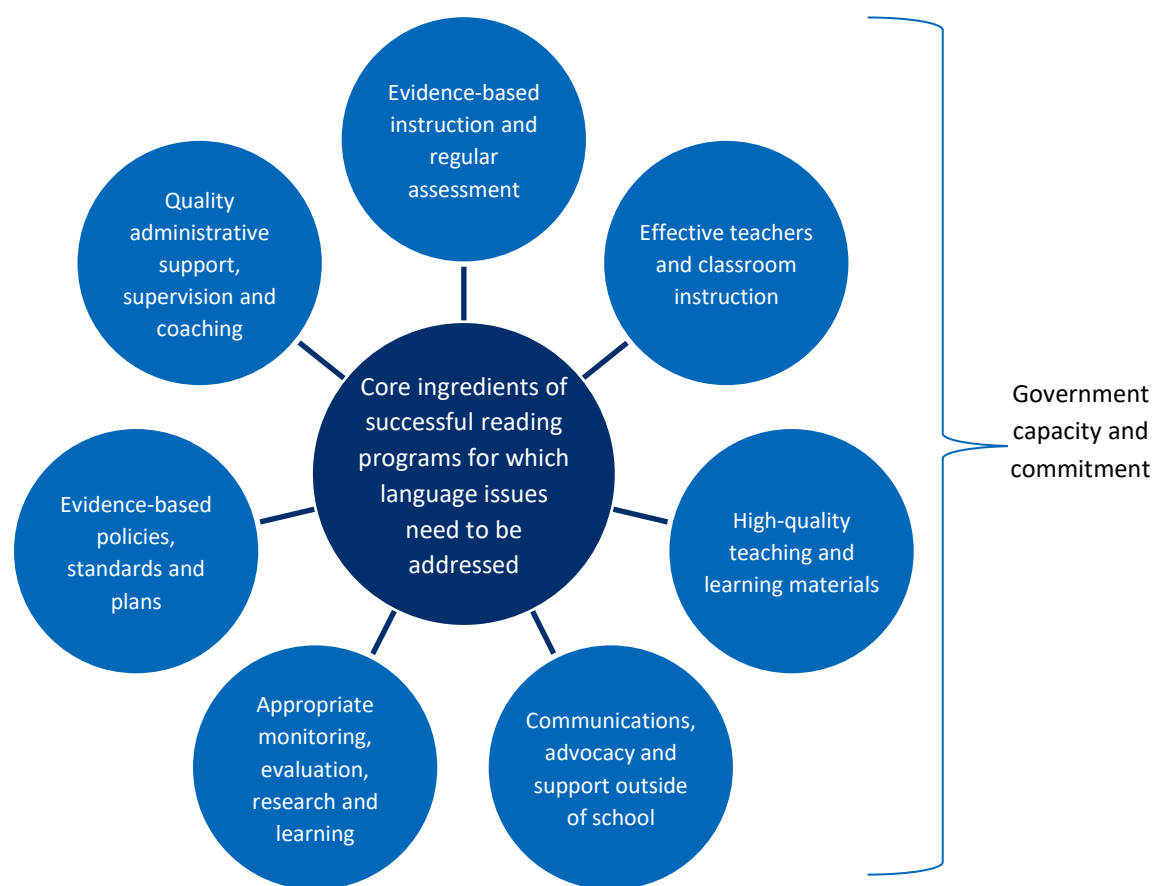 Evidence-based
instruction and
regular
assessment
Effective teachers
and classroom
instruction
High-quality
teaching and
learning materials
Communications,
advocacy and
support outside
of school
Appropriate
monitoring,
evaluation,
research and
learning
Evidence-based
policies,
standards and
plans
Quality
administrative
support,
supervision and
coaching
Core ingredients of
successful reading
programs for which
language issues
need to be
addressed
Government
capacity and
commitment